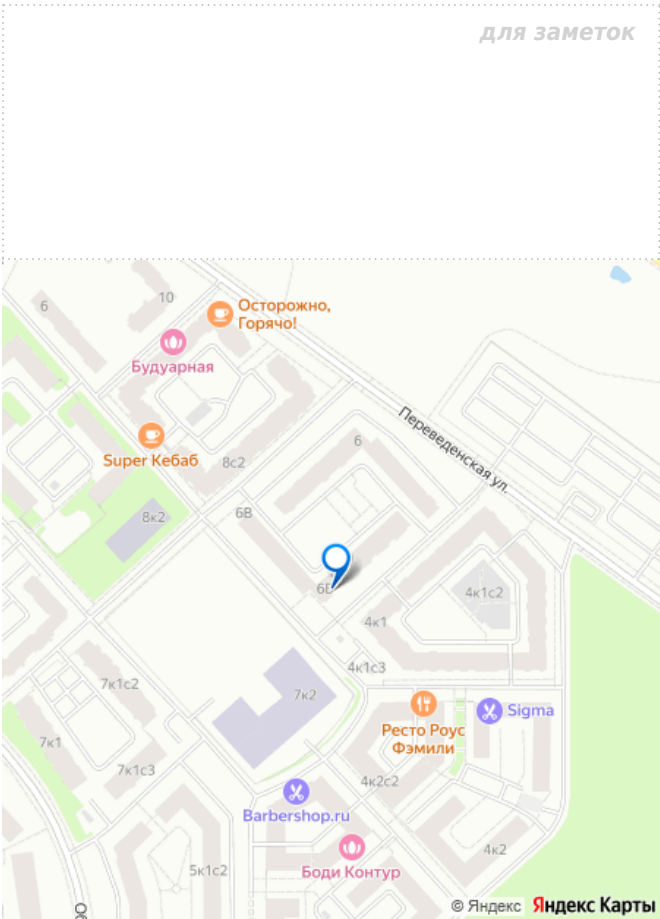 для заметок
6
10
Осторожно,
Горячо!
Будуарная
Переведенская ул.
6
Super Кебаб
8с2
8к2
6В
4к1с2
4к1
4к1с3
7к1с2
7к2
Ресто Роус
Фэмили
Sigma
7к1
7к1с3
4к2с2
Barbershop.ru
4к2
Боди Контур
5к1с2
© Яндекс Яндекс Карты